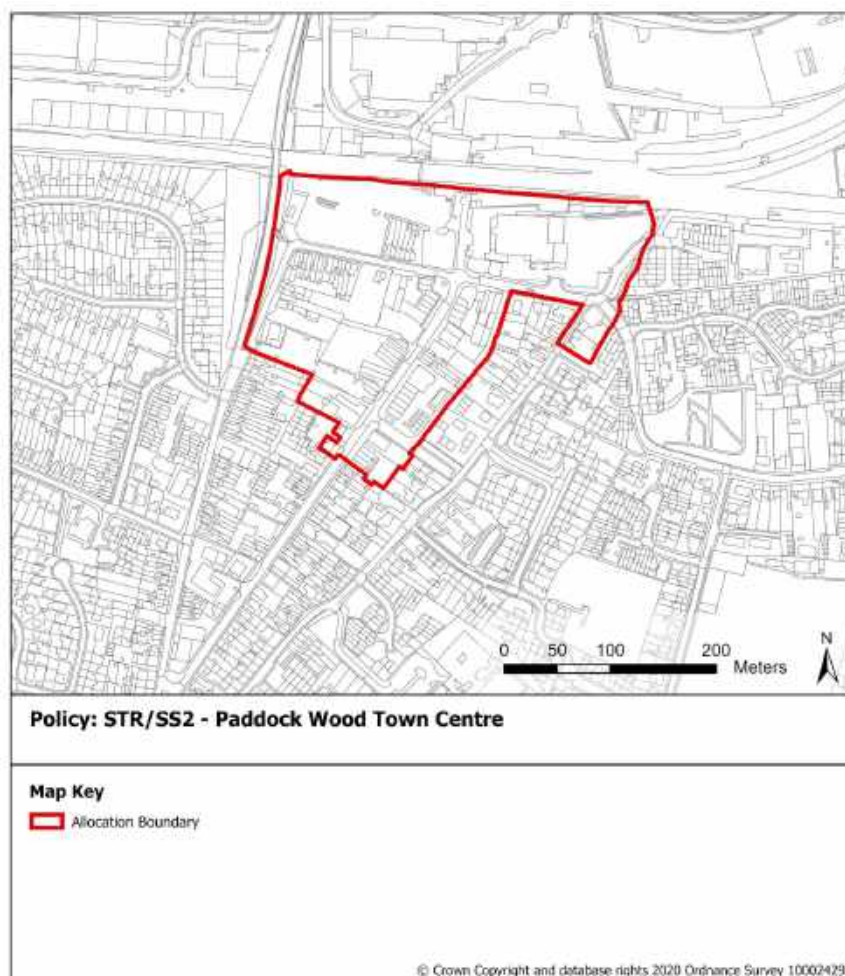 N
0 50 100 200 Meters
Policy: STR/SS2 - Paddock Wood Town Centre
Map Key
Allocation Boundary
© Crown Copyright and database rights 2020 Ordnance Survey 10002429